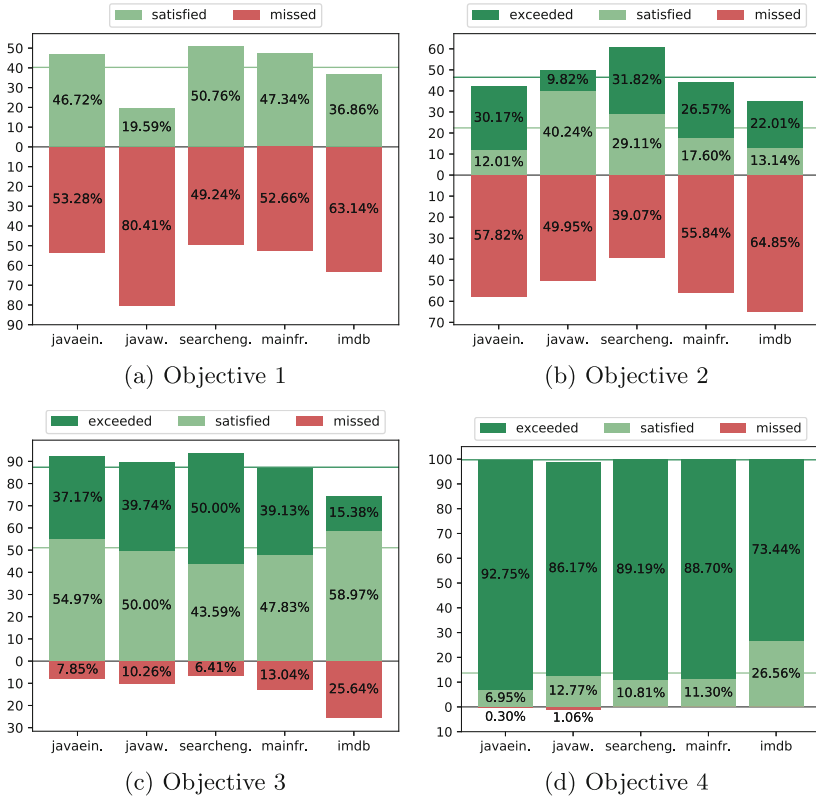 satisfied missed
50
40
30
20
10
0
10
20
30
40
50
60
70
80
90
46.72% 19.59% 50.76% 47.34% 36.86%
53.28% 80.41% 49.24% 52.66% 63.14%
javaein. javaw. searcheng. mainfr. imdb
(a) Objective 1
exceeded satisfied missed
60
50
40
30
20
10
0
10
20
30
40
50
60
70
30.17% 9.82% 31.82% 26.57% 22.01%
12.01% 40.24% 29.11% 17.60% 13.14%
57.82% 49.95% 39.07% 55.84% 64.85%
javaein. javaw. searcheng. mainfr. imdb
(b) Objective 2
exceeded satisfied missed
90
80
70
60
50
40
30
20
10
0
10
20
30
37.17% 39.74% 50.00% 39.13% 15.38%
54.97% 50.00% 43.59% 47.83% 58.97%
7.85% 10.26% 6.41% 13.04% 25.64%
javaein. javaw. searcheng. mainfr. imdb
(c) Objective 3
exceeded satisfied missed
100
90
80
70
60
50
40
30
20
10
0
10
92.75% 86.17% 89.19% 88.70% 73.44%
6.95% 12.77% 10.81% 11.30% 26.56%
0.30% 1.06%
javaein. javaw. searcheng. mainfr. imdb
(d) Objective 4